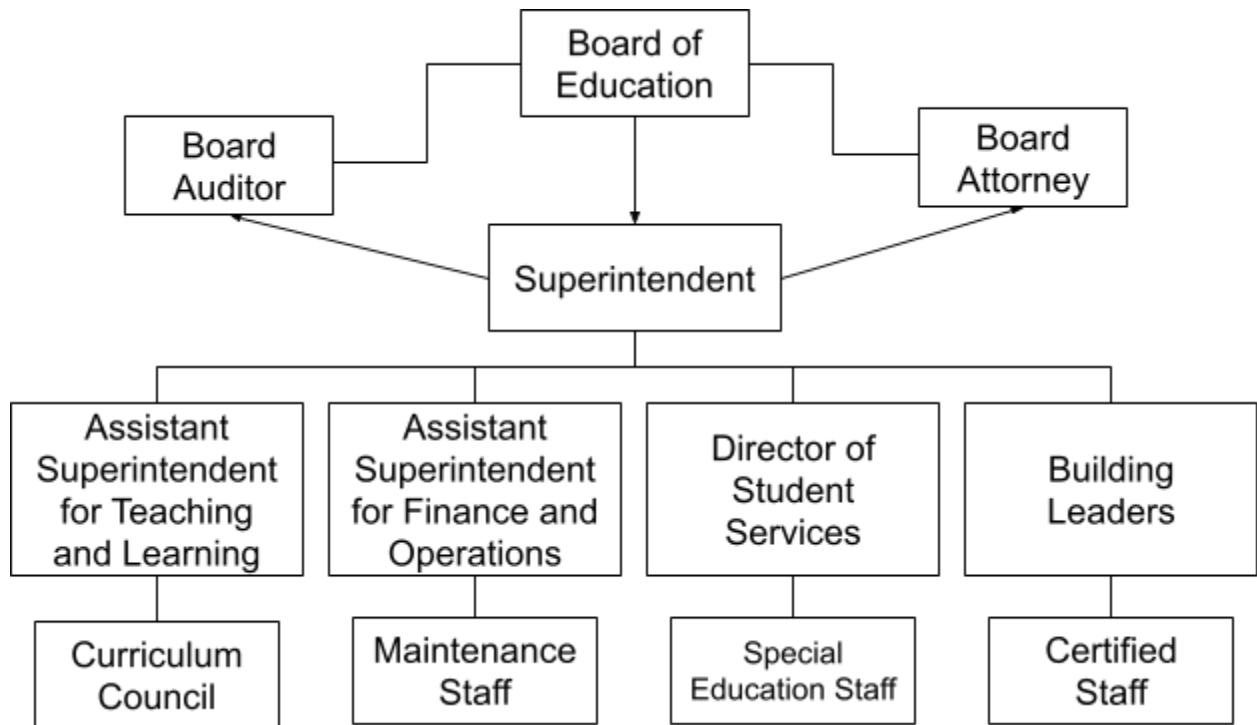 Board of
Education
Board
Auditor
Board
Attorney
Superintendent
Assistant
Superintendent
for Teaching
and Learning
Assistant
Superintendent
for Finance and
Operations
Director of
Student
Services
Building
Leaders
Curriculum
Council
Maintenance
Staff
Special
Education Staff
Certified
Staff